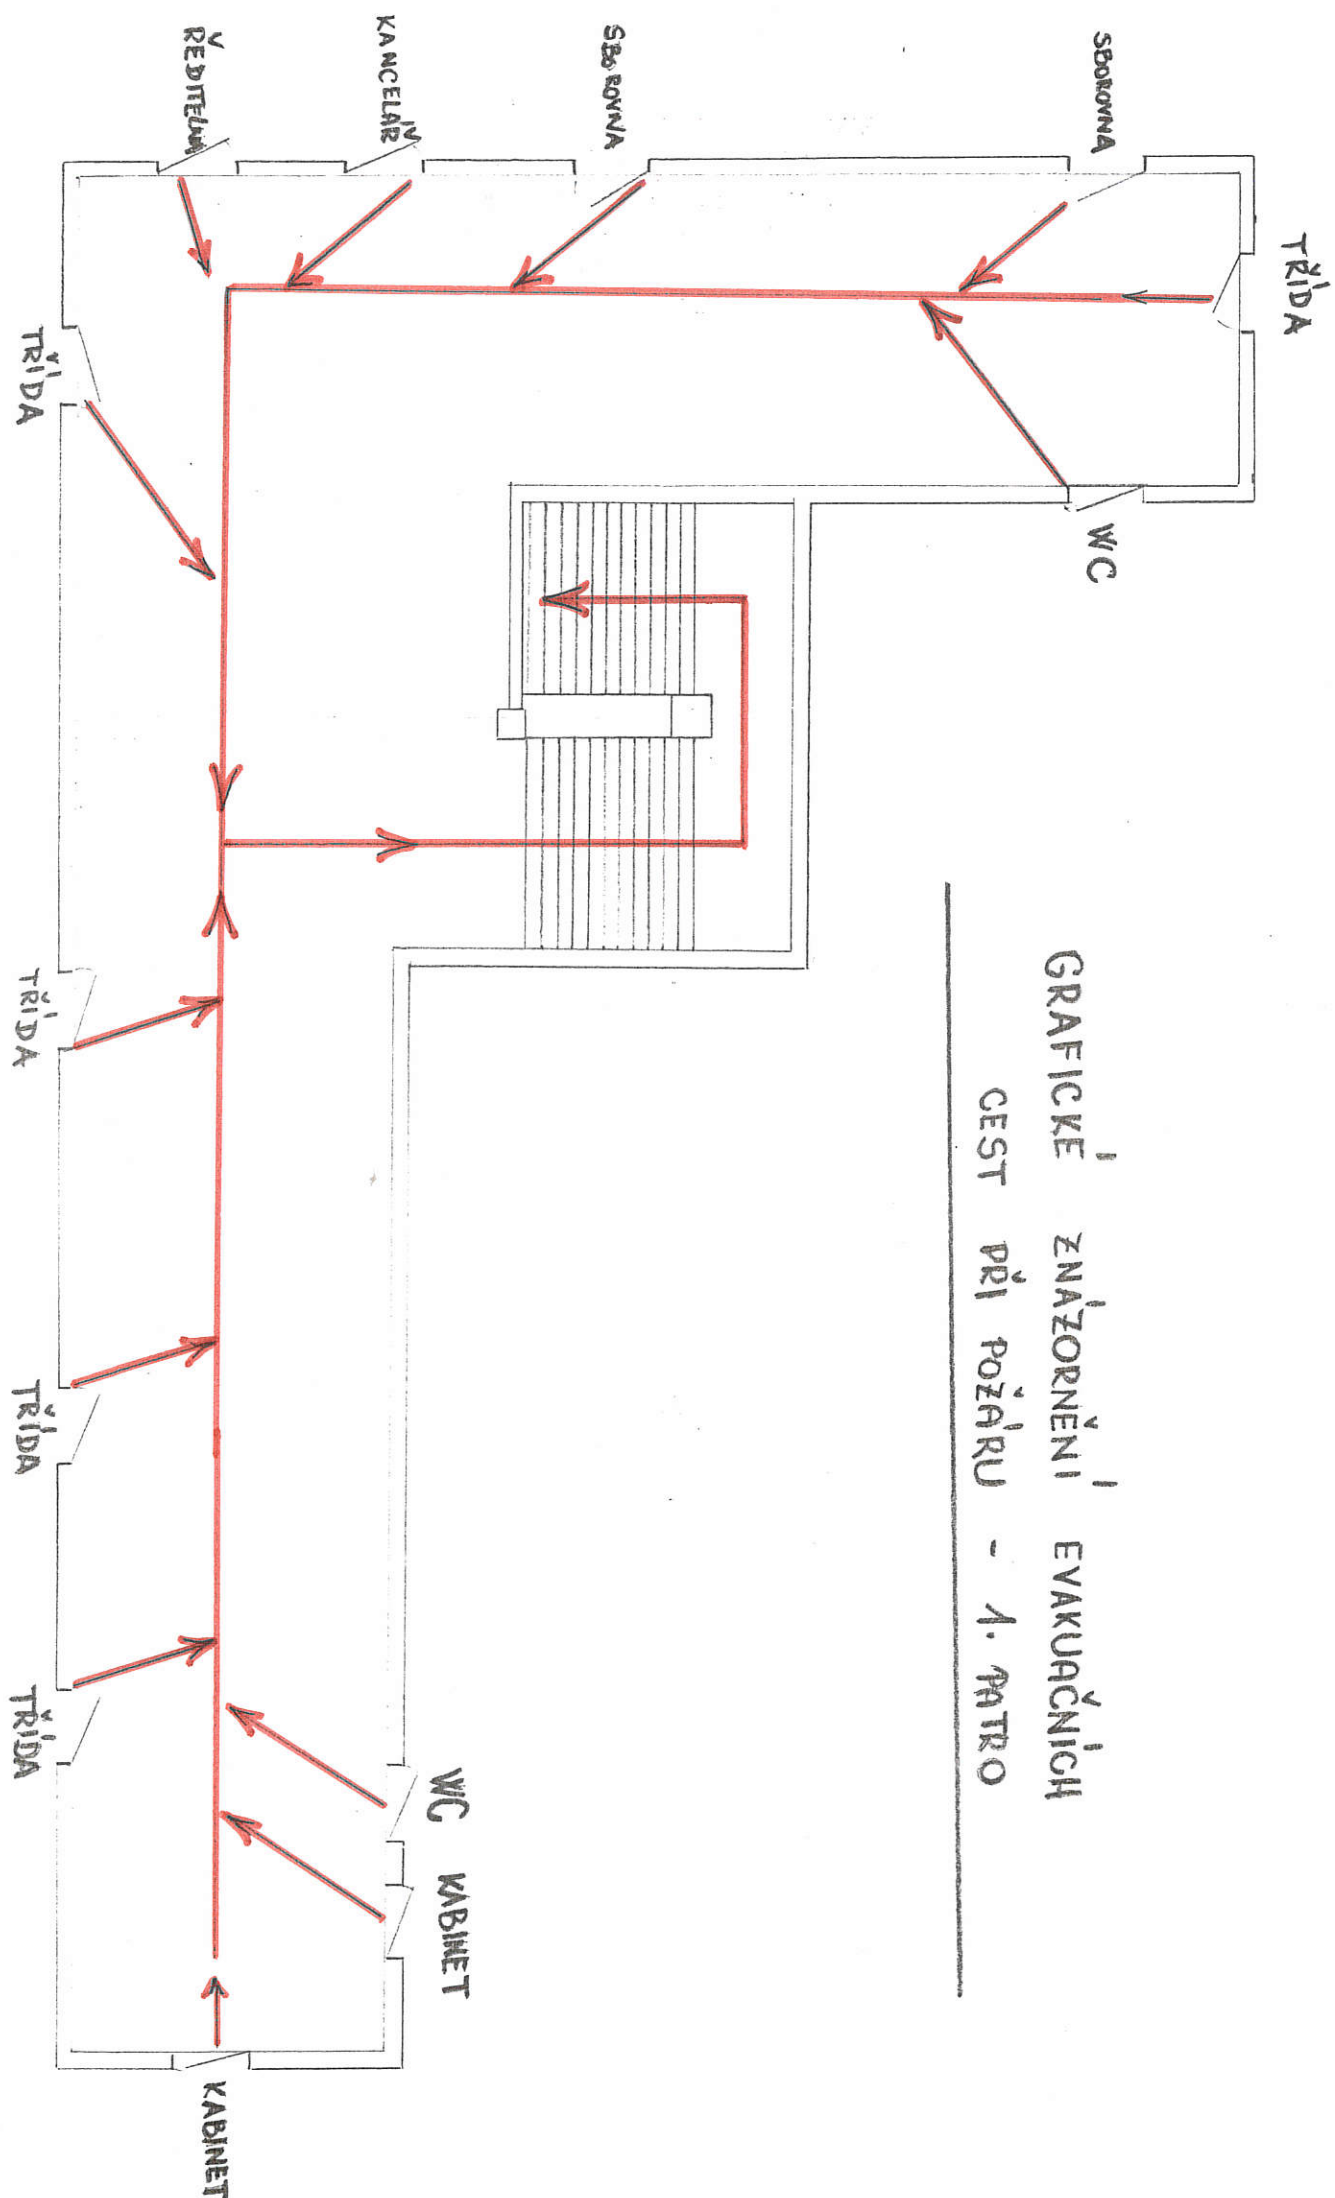 GRAFICKÉ ZNÁZORNĚNÍ EVAKUAČNÍCH
CEST PŘI POŽÁRU - 1. PATRO
TŘÍDA
SBOROVNA
SBOROVNA
KANCELÁŘ
ŘEDITELNA
WC
TŘÍDA
TŘÍDA
TŘÍDA
TŘÍDA
WC
KABINET
KABINET